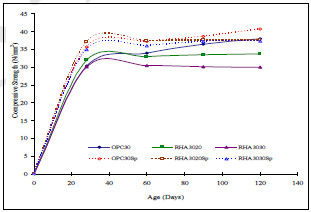 45
40
35
30
25
20
15
10
5
0
Compressive Strength (N/mm²)
OPC30 RHA3020 RHA3030
OPC30Sp RHA3020Sp RHA3030Sp
0 20 40 60 80 100 120 140
Age (Days)